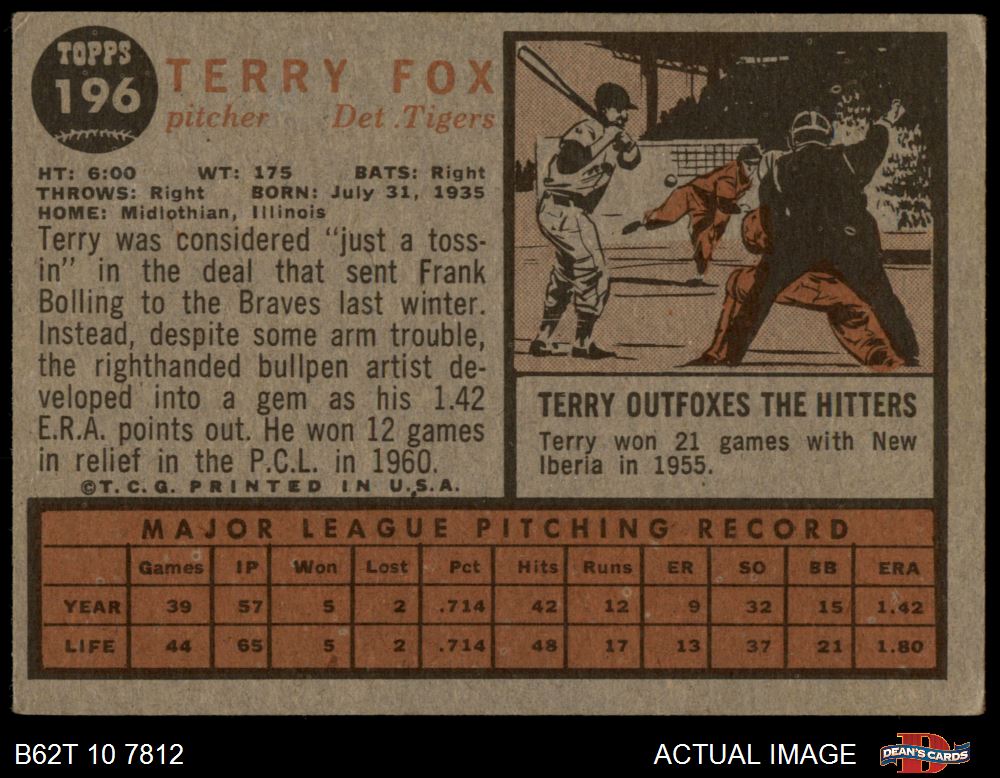 TOPPS
196
TERRY FOX
pitcher Det. Tigers
HT: 6:00 WT: 175 BATS: Right
THROWS: Right BORN: July 31, 1935
HOME: Midlothian, Illinois
Terry was considered "just a toss-
in" in the deal that sent Frank
Bolling to the Braves last winter.
Instead, despite some arm trouble,
the righthanded bullpen artist de-
veloped into a gem as his 1.42
E.R.A. points out. He won 12 games
in relief in the P.C.L. in 1960.
©T.C.G. PRINTED IN U.S.A.
TERRY OUTFOXES THE HITTERS
Terry won 21 games with New
Iberia in 1955.
MAJOR LEAGUE PITCHING RECORD
Games IP Won Lost Pct Hits Runs ER SO BB ERA
YEAR 39 57 5 2 .714 42 12 9 32 15 1.42
LIFE 44 65 5 2 .714 48 17 13 37 21 1.80
B62T 10 7812
ACTUAL IMAGE
DEAN'S CARDS